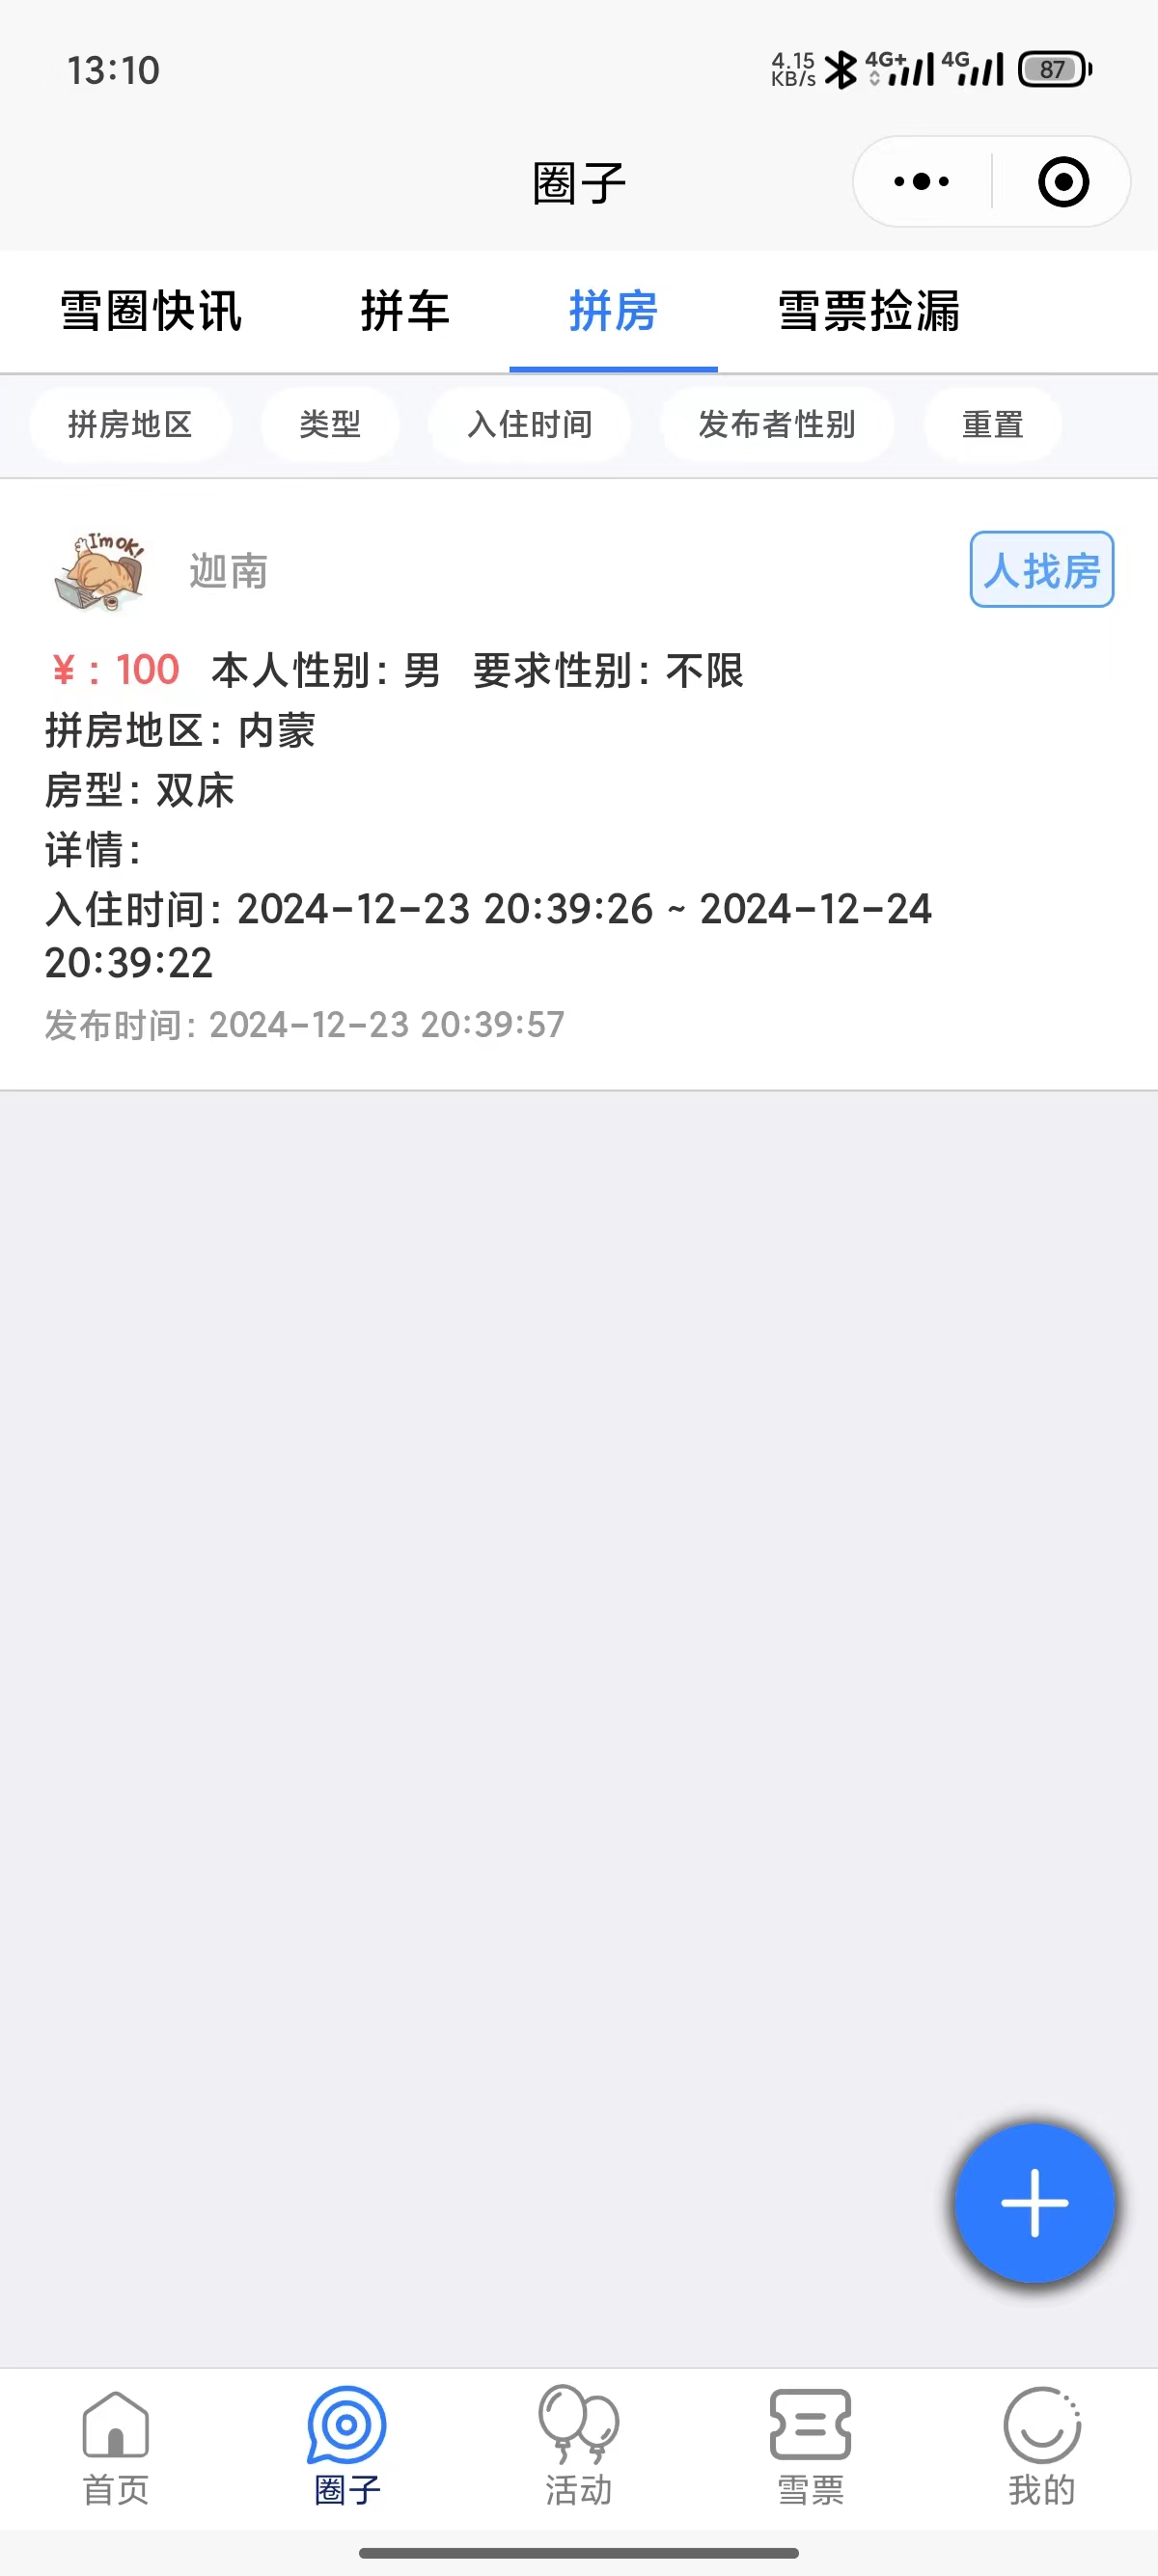 13:10
4.15 KB/s 4G+ 4G 87
圈子
雪圈快讯 拼车 拼房 雪票捡漏
拼房地区 类型 入住时间 发布者性别 重置
I'm OK!
迦南
人找房
¥ : 100 本人性别: 男 要求性别: 不限
拼房地区: 内蒙
房型: 双床
详情:
入住时间: 2024-12-23 20:39:26 ~ 2024-12-24
20:39:22
发布时间: 2024-12-23 20:39:57
首页 圈子 活动 雪票 我的